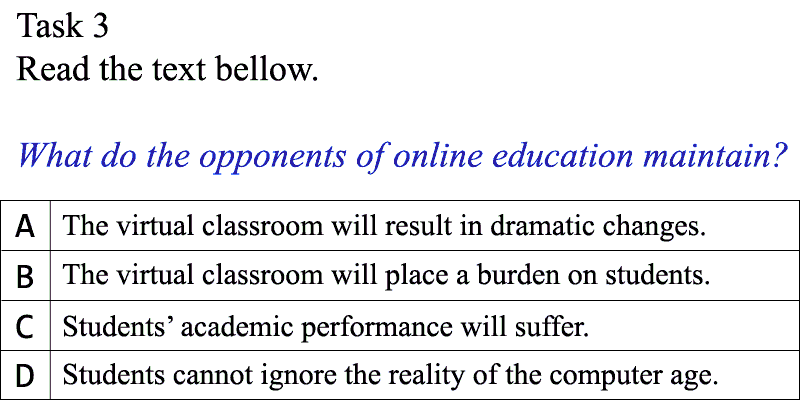 Task 3
Read the text bellow.
What do the opponents of online education maintain?
A The virtual classroom will result in dramatic changes.
B The virtual classroom will place a burden on students.
C Students’ academic performance will suffer.
D Students cannot ignore the reality of the computer age.